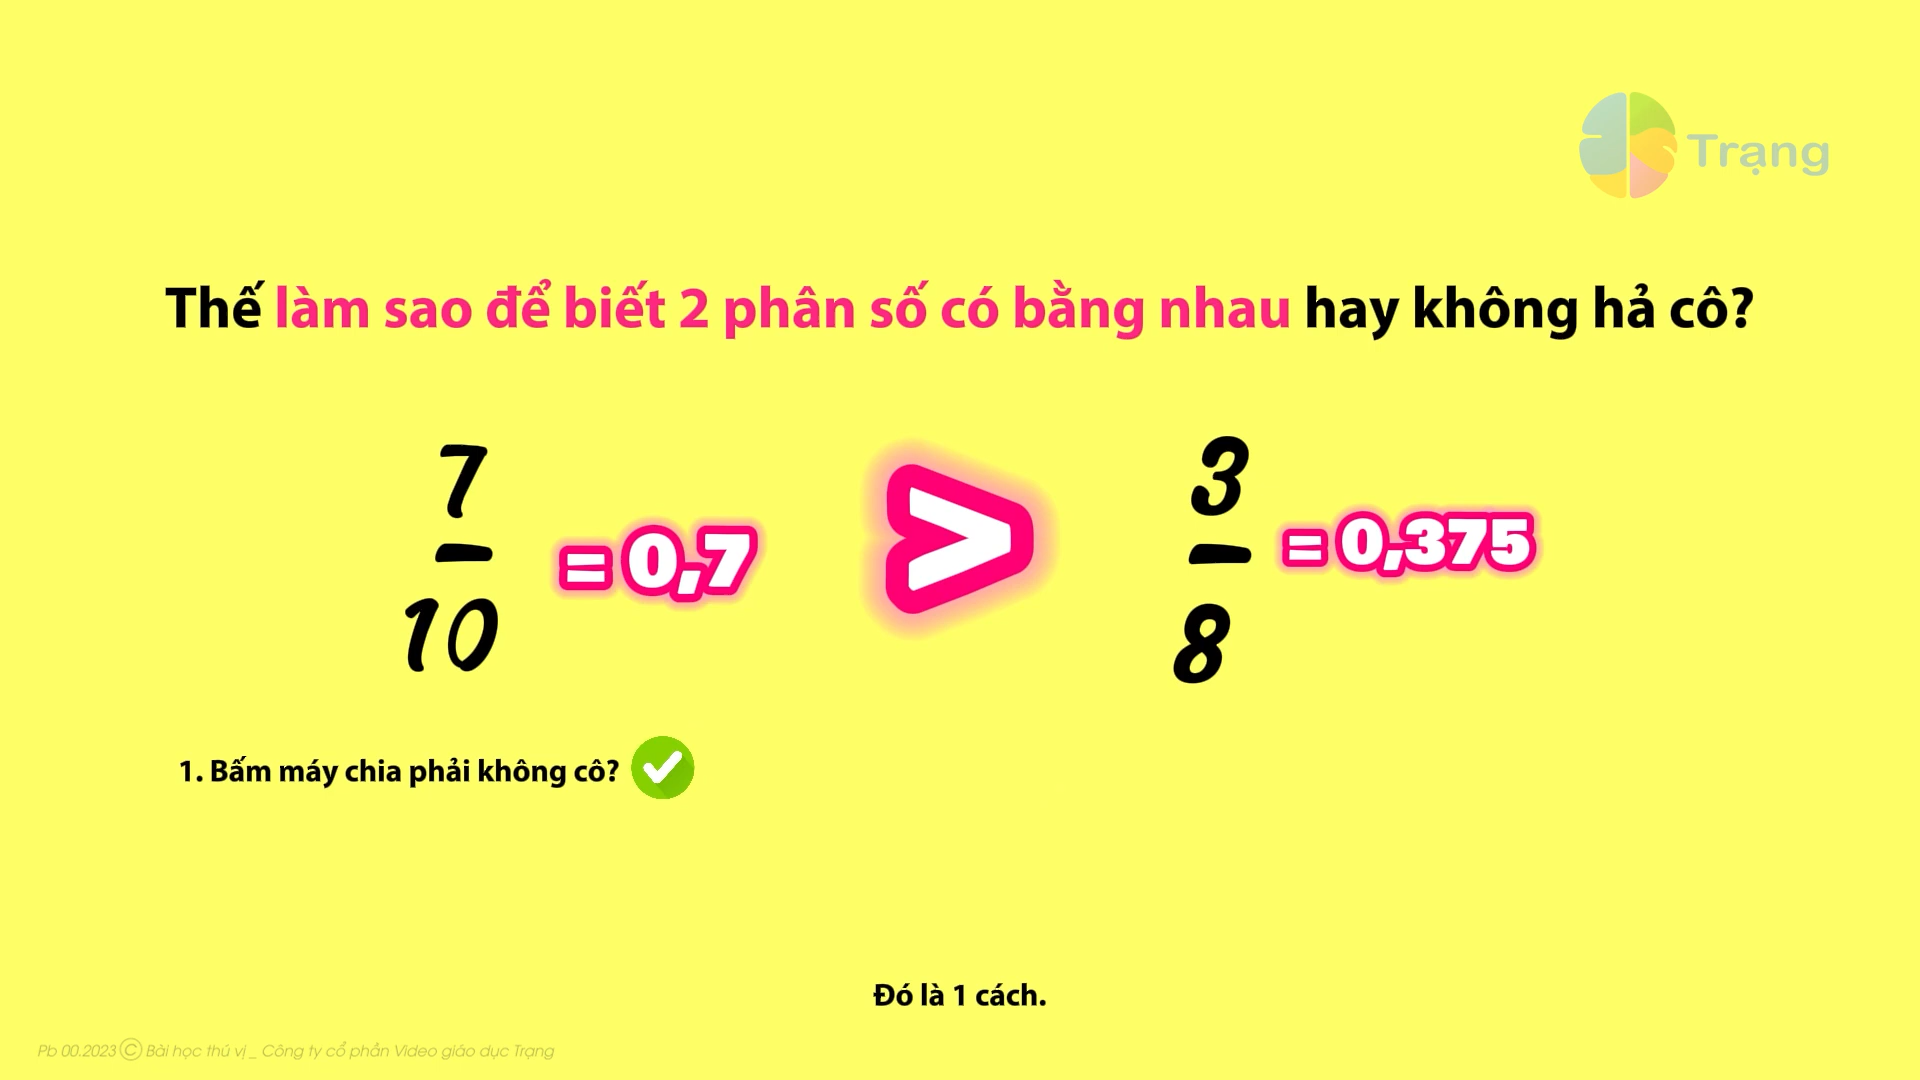 Trạng
Thế làm sao để biết 2 phân số có bằng nhau hay không hả cô?
7
10
= 0,7
>
3
8
= 0,375
1. Bấm máy chia phải không cô?
Đó là 1 cách.
Pb 00.2023 © Bài học thú vị _ Công ty cổ phần Video giáo dục Trạng